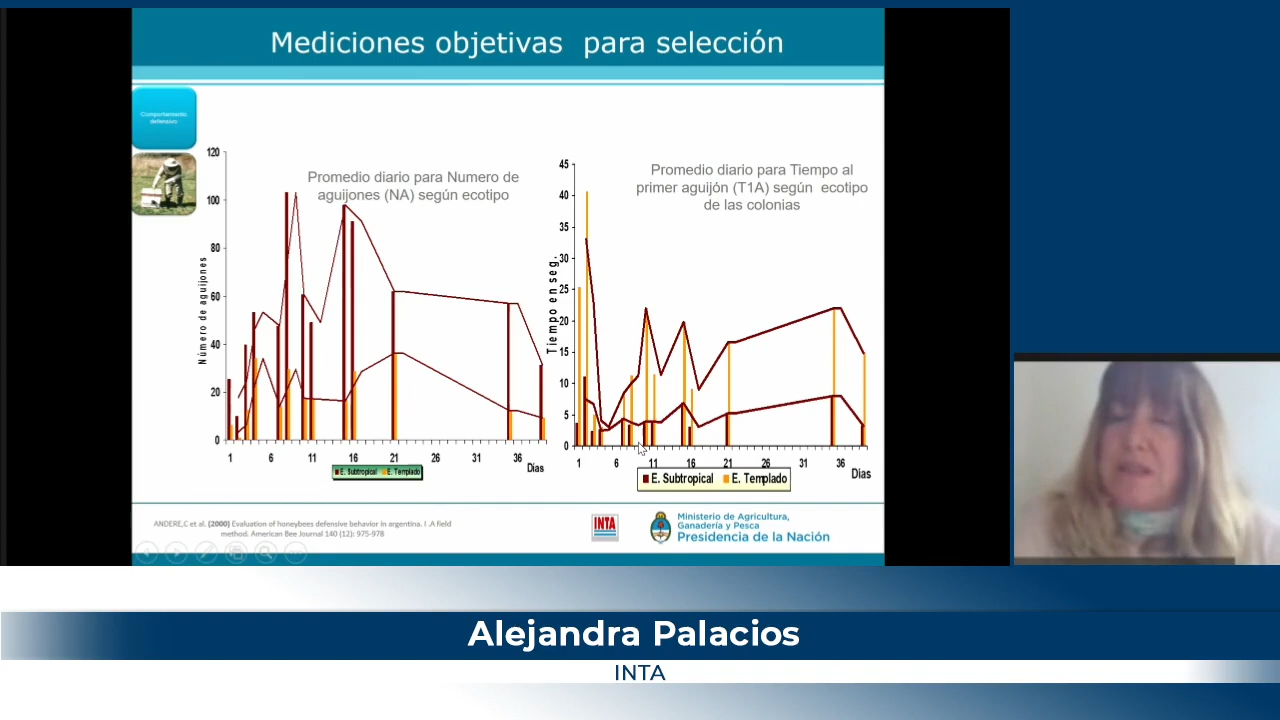 Mediciones objetivas para selección
Comportamiento
defensivo
Promedio diario para Numero de
aguijones (NA) según ecotipo
Número de aguijones
120
100
80
60
40
20
0
1 6 11 16 21 26 31 36
Dias
E. Subtropical E. Templado
Promedio diario para Tiempo al
primer aguijón (T1A) según ecotipo
de las colonias
Tiempo en seg.
45
40
35
30
25
20
15
10
5
0
1 6 11 16 21 26 31 36
Días
E. Subtropical E. Templado
ANDERE,C et al. (2000) Evaluation of honeybees defensive behavior in argentina. I .A field
method. American Bee Journal 140 (12): 975-978
INTA
Ministerio de Agricultura,
Ganadería y Pesca
Presidencia de la Nación
Alejandra Palacios
INTA